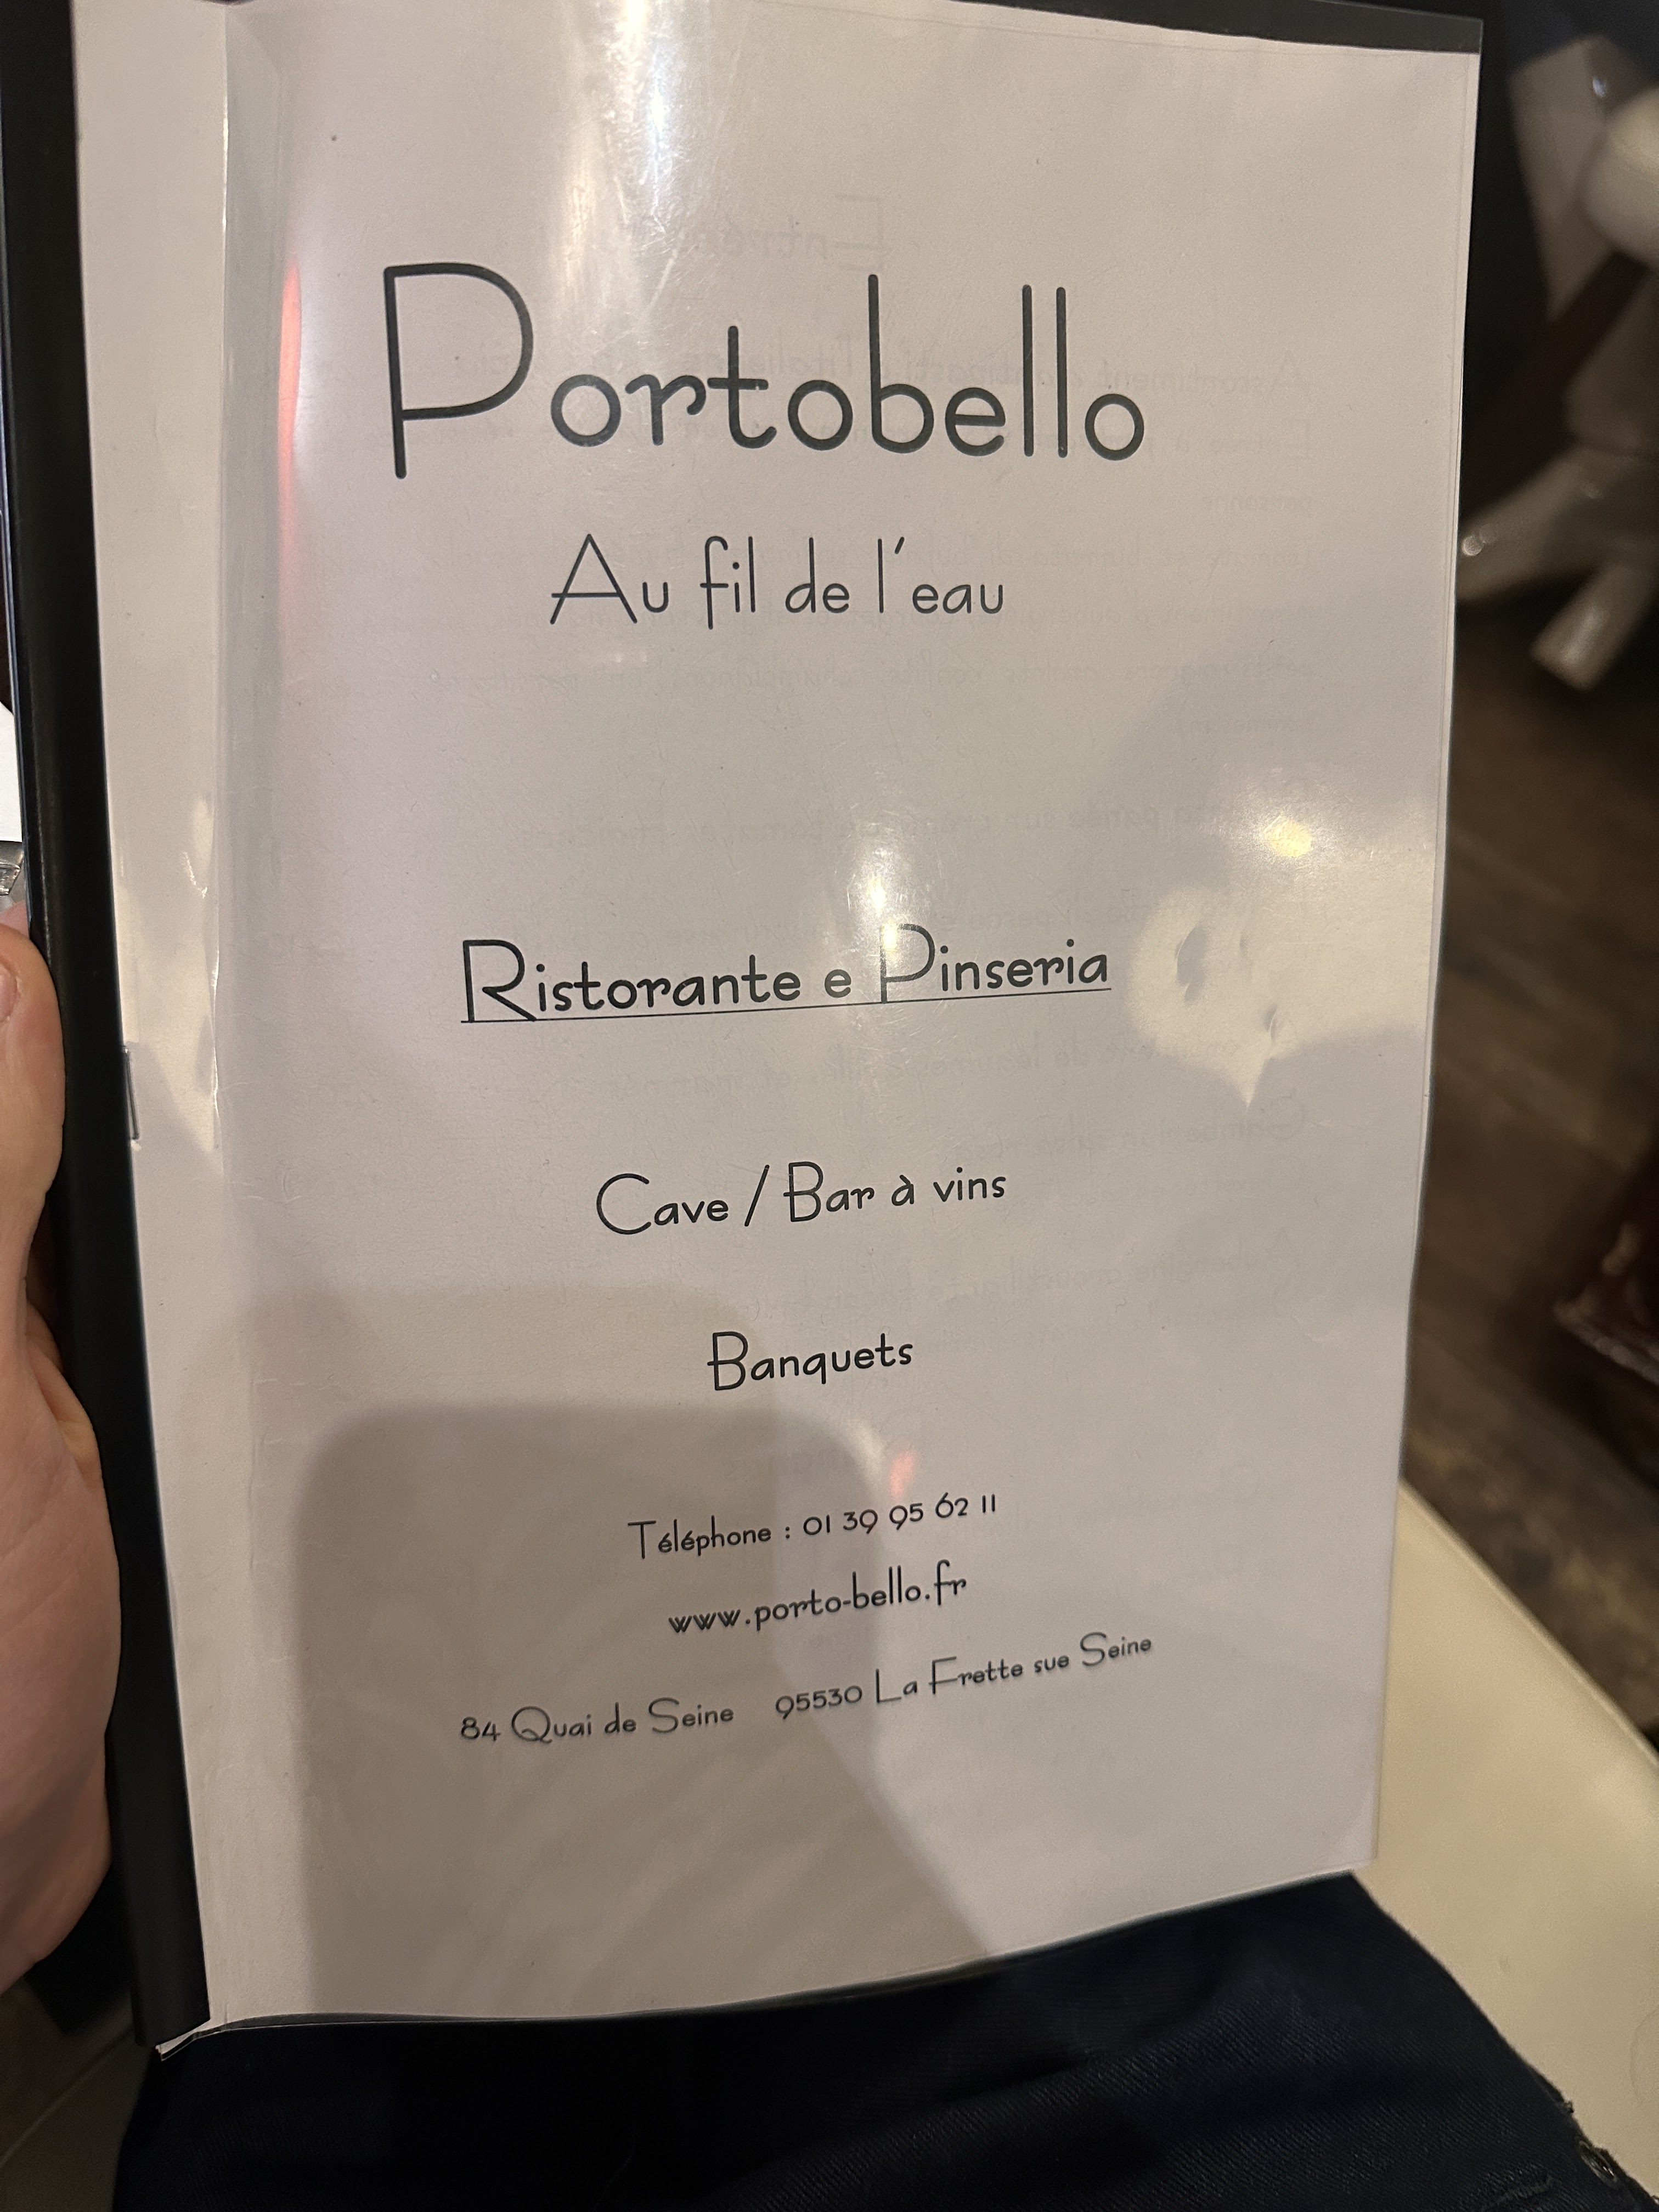 Portobello
Au fil de l'eau
Ristorante e Pinseria
Cave / Bar à vins
Banquets
Téléphone : 01 39 95 62 11
www.porto-bello.fr
84 Quai de Seine 95530 La Frette sue Seine